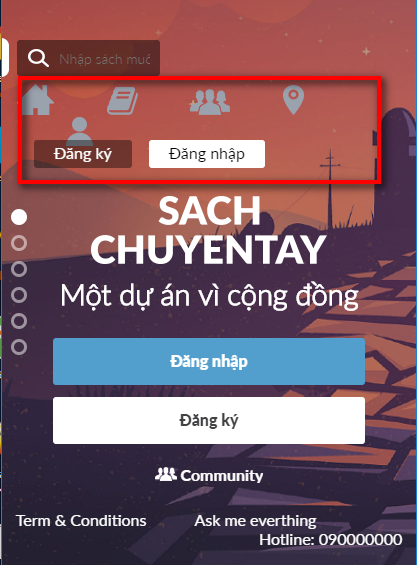 Nhập sách muố
Đăng ký
Đăng nhập
SACH
CHUYENTAY
Một dự án vì cộng đồng
Đăng nhập
Đăng ký
Community
Term & Conditions
Ask me everthing
Hotline: 090000000